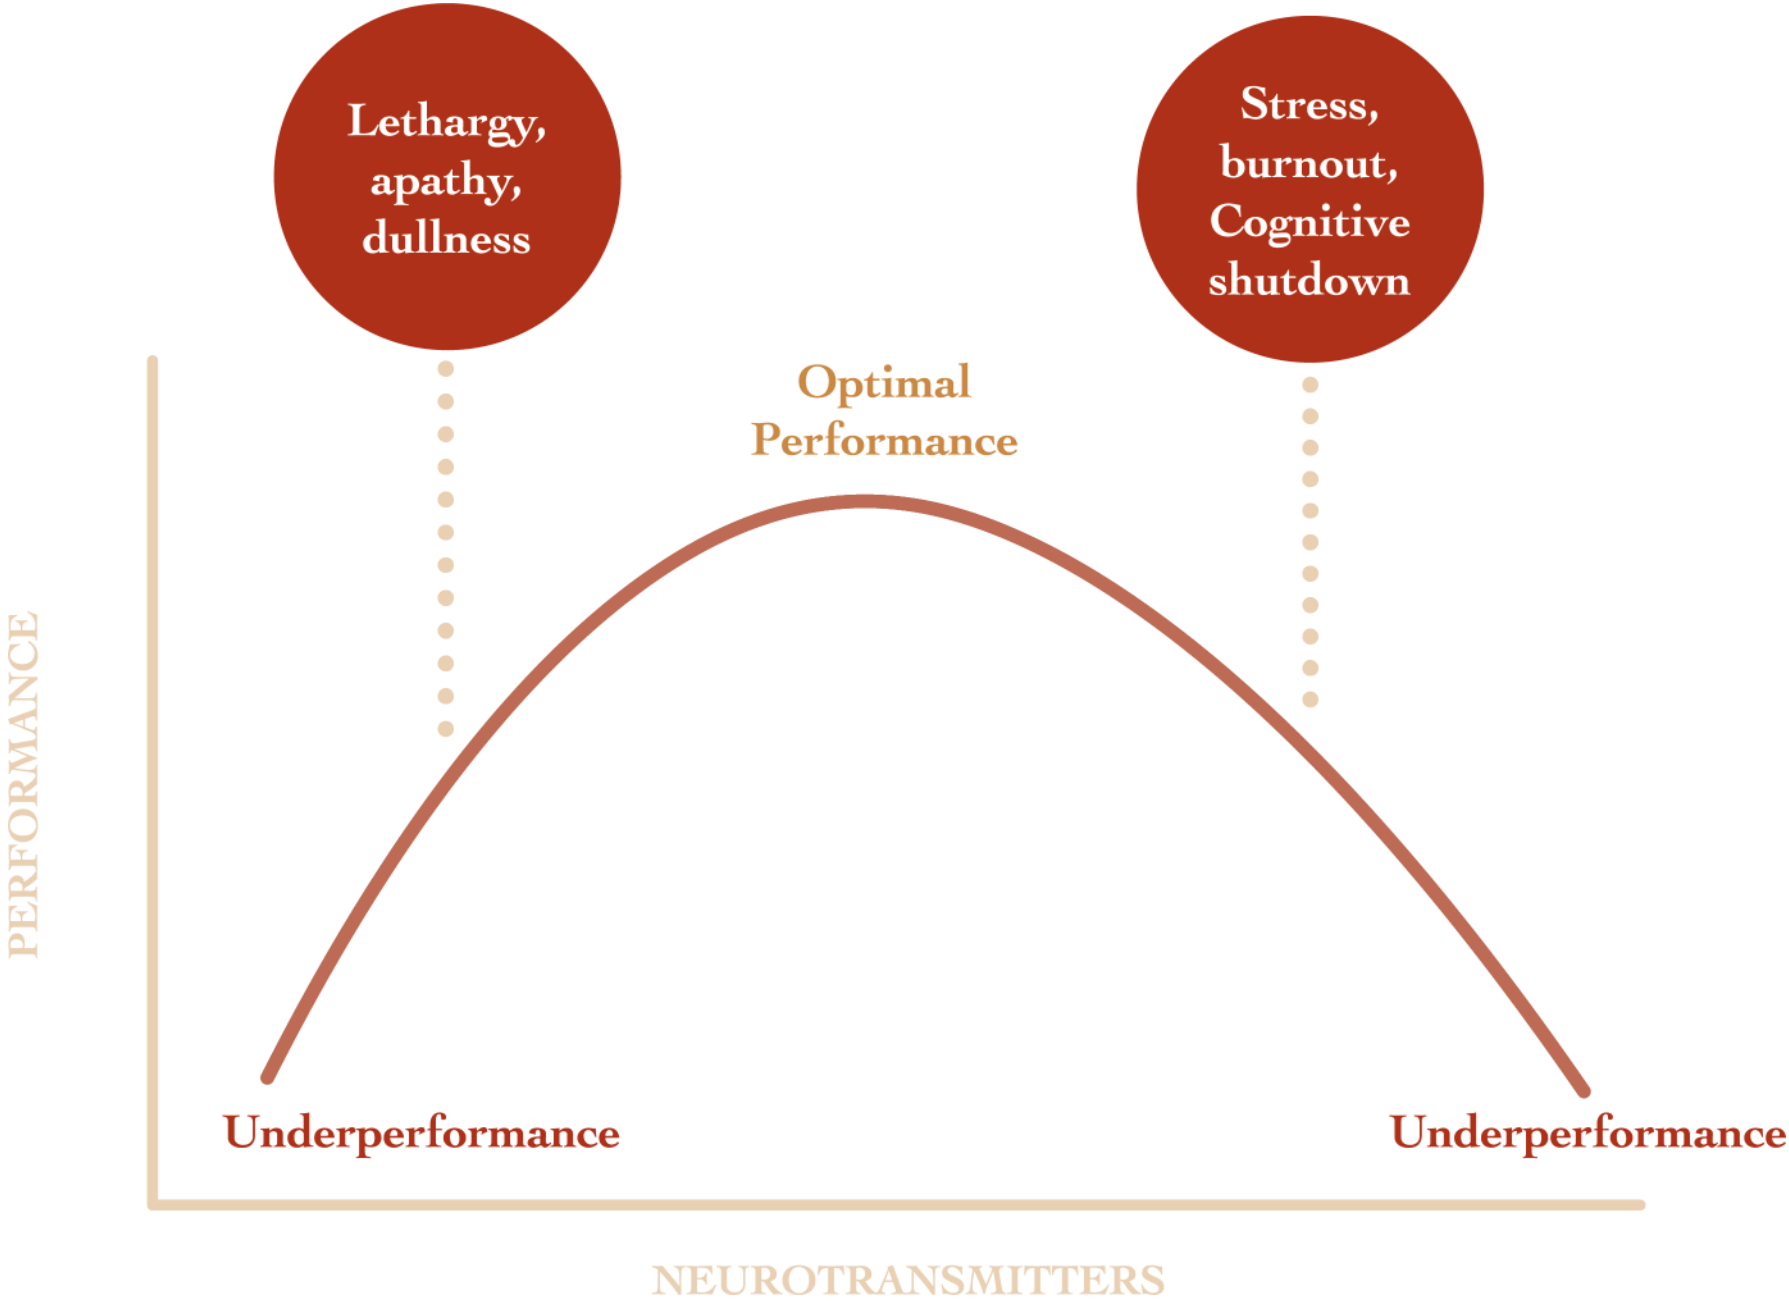 Lethargy,
apathy,
dullness
Stress,
burnout,
Cognitive
shutdown
Optimal
Performance
PERFORMANCE
Underperformance
Underperformance
NEUROTRANSMITTERS